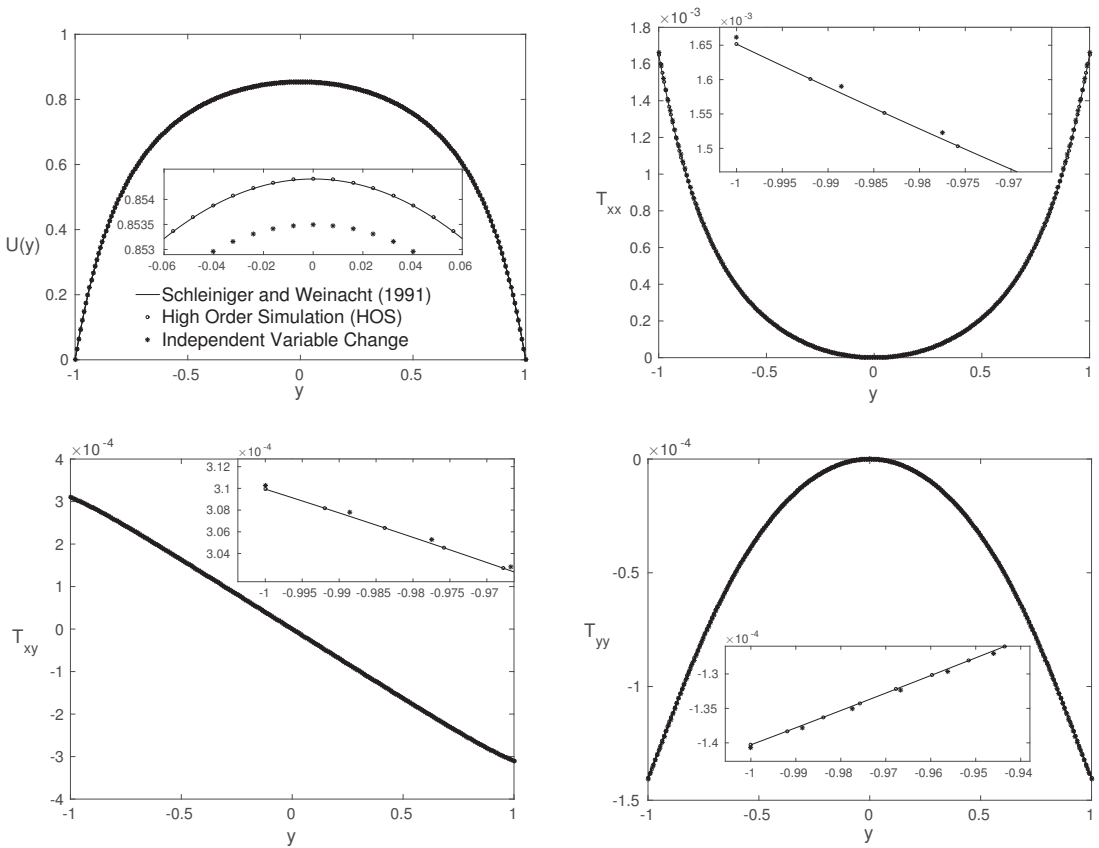 1
0.8
0.6
0.4
0.2
0
U(y)
0.854
0.8535
0.853
-0.06 -0.04 -0.02 0 0.02 0.04 0.06
Schleiniger and Weinacht (1991)
High Order Simulation (HOS)
Independent Variable Change
-1 -0.5 0 0.5 1
y
×10⁻³
1.8
1.6
1.4
1.2
1
0.8
0.6
0.4
0.2
0
T_xx
×10⁻³
1.65
1.6
1.55
1.5
-1 -0.995 -0.99 -0.985 -0.98 -0.975 -0.97
-1 -0.5 0 0.5 1
y
×10⁻⁴
4
3
2
1
0
-1
-2
-3
-4
T_xy
×10⁻⁴
3.12
3.1
3.08
3.06
3.04
-1 -0.995 -0.99 -0.985 -0.98 -0.975 -0.97
-1 -0.5 0 0.5 1
y
×10⁻⁴
0
-0.5
-1
-1.5
T_yy
×10⁻⁴
-1.3
-1.35
-1.4
-1 -0.99 -0.98 -0.97 -0.96 -0.95 -0.94
-1 -0.5 0 0.5 1
y